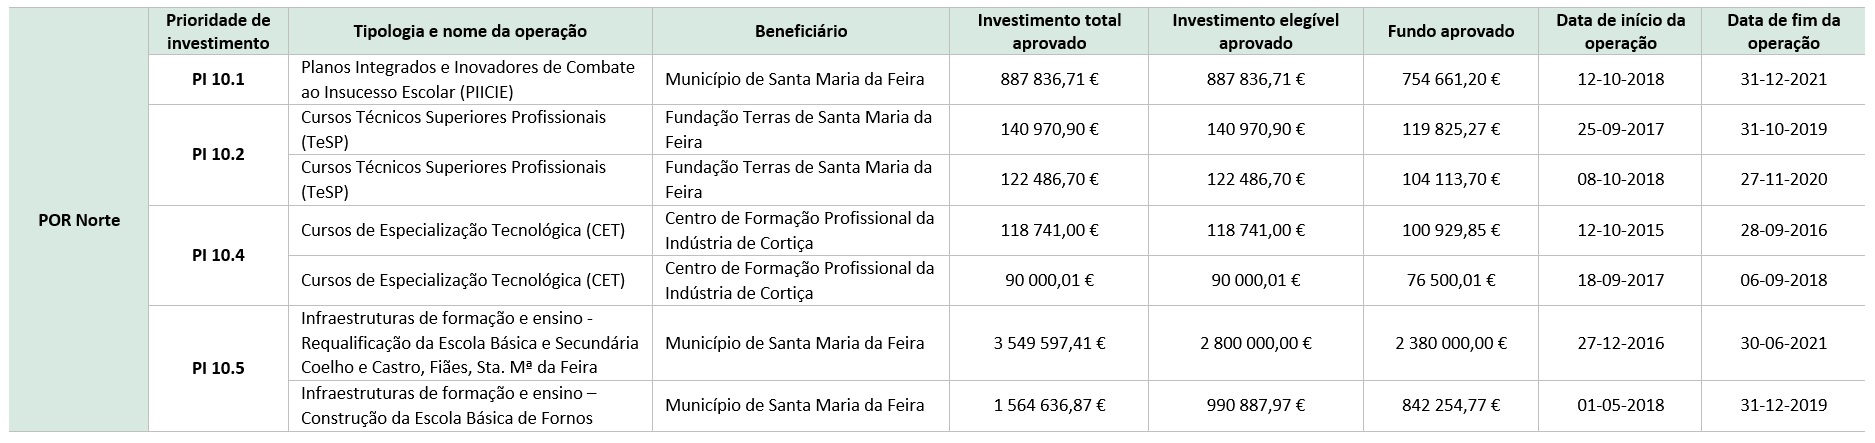 POR Norte
Prioridade de
investimento
Tipologia e nome da operação
Beneficiário
Investimento total
aprovado
Investimento elegível
aprovado
Fundo aprovado
Data de início da
operação
Data de fim da
operação
PI 10.1
Planos Integrados e Inovadores de Combate
ao Insucesso Escolar (PIICIE)
Município de Santa Maria da Feira
887 836,71 €
887 836,71 €
754 661,20 €
12-10-2018
31-12-2021
PI 10.2
Cursos Técnicos Superiores Profissionais
(TeSP)
Fundação Terras de Santa Maria da
Feira
140 970,90 €
140 970,90 €
119 825,27 €
25-09-2017
31-10-2019
Cursos Técnicos Superiores Profissionais
(TeSP)
Fundação Terras de Santa Maria da
Feira
122 486,70 €
122 486,70 €
104 113,70 €
08-10-2018
27-11-2020
PI 10.4
Cursos de Especialização Tecnológica (CET)
Centro de Formação Profissional da
Indústria de Cortiça
118 741,00 €
118 741,00 €
100 929,85 €
12-10-2015
28-09-2016
Cursos de Especialização Tecnológica (CET)
Centro de Formação Profissional da
Indústria de Cortiça
90 000,01 €
90 000,01 €
76 500,01 €
18-09-2017
06-09-2018
PI 10.5
Infraestruturas de formação e ensino -
Requalificação da Escola Básica e Secundária
Coelho e Castro, Fiães, Sta. Mª da Feira
Município de Santa Maria da Feira
3 549 597,41 €
2 800 000,00 €
2 380 000,00 €
27-12-2016
30-06-2021
Infraestruturas de formação e ensino –
Construção da Escola Básica de Fornos
Município de Santa Maria da Feira
1 564 636,87 €
990 887,97 €
842 254,77 €
01-05-2018
31-12-2019